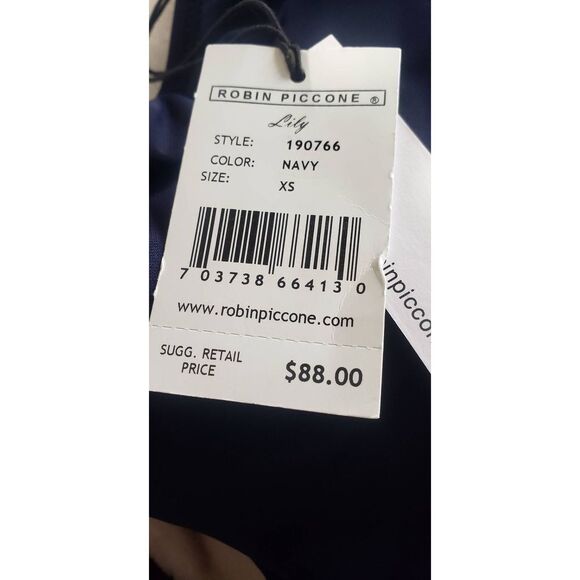 ROBIN PICCONE ®
Lily
STYLE: 190766
COLOR: NAVY
SIZE: XS
7 03738 66413 0
www.robinpiccone.com
SUGG. RETAIL
PRICE
$88.00
binpiccone